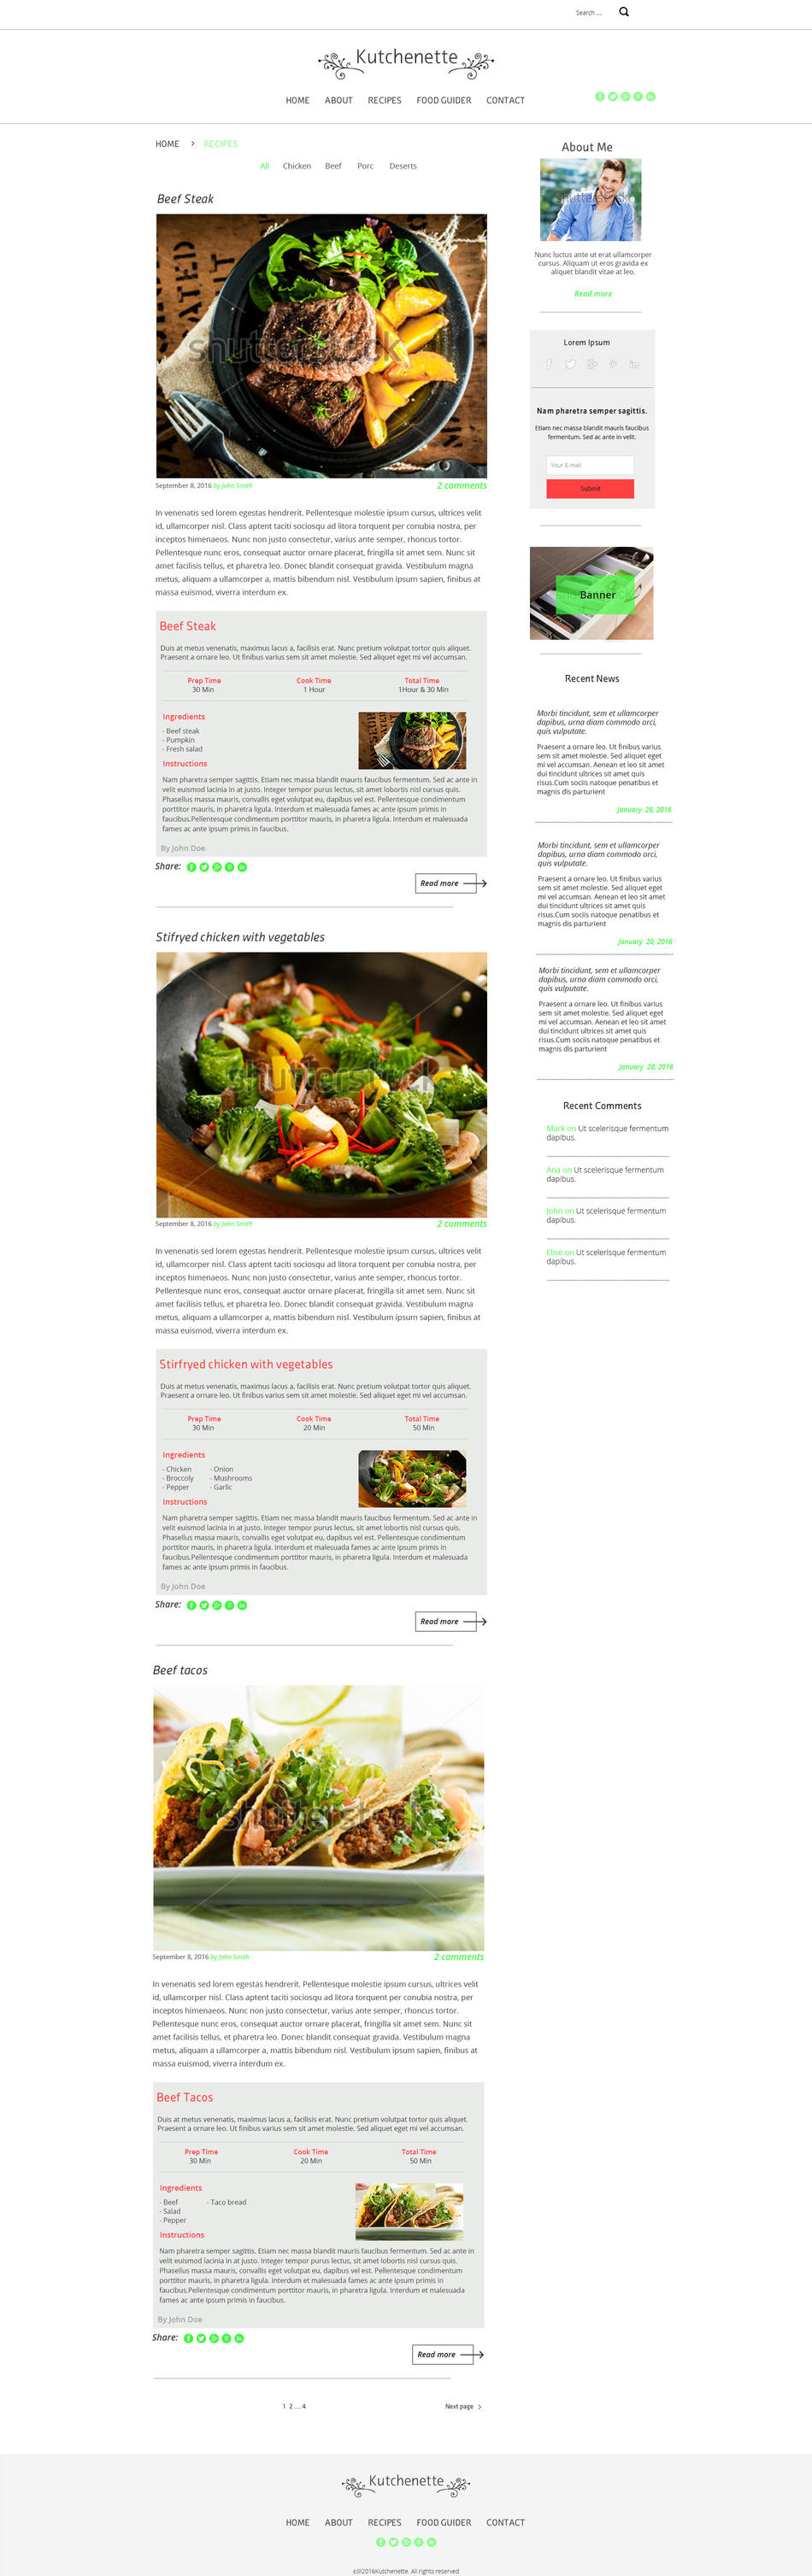 Search ...
Kutchenette
HOME ABOUT RECIPES FOOD GUIDER CONTACT
HOME > RECIPES
All Chicken Beef Porc Deserts
Beef Steak
shutterstock
September 8, 2016 by John Smith
2 comments
In venenatis sed lorem egestas hendrerit. Pellentesque molestie ipsum cursus, ultrices velit
id, ullamcorper nisl. Class aptent taciti sociosqu ad litora torquent per conubia nostra, per
inceptos himenaeos. Nunc non justo consectetur, varius ante semper, rhoncus tortor.
Pellentesque nunc eros, consequat auctor ornare placerat, fringilla sit amet sem. Nunc sit
amet facilisis tellus, et pharetra leo. Donec blandit consequat gravida. Vestibulum magna
metus, aliquam a ullamcorper a, mattis bibendum nisl. Vestibulum ipsum sapien, finibus at
massa euismod, viverra interdum ex.
Beef Steak
Duis at metus venenatis, maximus lacus a, facilisis erat. Nunc pretium volutpat tortor quis aliquet.
Praesent a ornare leo. Ut finibus varius sem sit amet molestie. Sed aliquet eget mi vel accumsan.
Prep Time Cook Time Total Time
30 Min 1 Hour 1Hour & 30 Min
Ingredients
- Beef steak
- Pumpkin
- Fresh salad
Instructions
Nam pharetra semper sagittis. Etiam nec massa blandit mauris faucibus fermentum. Sed ac ante in
velit euismod lacinia in at justo. Integer tempor purus lectus, sit amet lobortis nisl cursus quis.
Phasellus massa mauris, convallis eget volutpat eu, dapibus vel est. Pellentesque condimentum
porttitor mauris, in pharetra ligula. Interdum et malesuada fames ac ante ipsum primis in
faucibus.Pellentesque condimentum porttitor mauris, in pharetra ligula. Interdum et malesuada
fames ac ante ipsum primis in faucibus.
By John Doe
Share:
Read more
Stifryed chicken with vegetables
shutterstock
September 8, 2016 by John Smith
2 comments
In venenatis sed lorem egestas hendrerit. Pellentesque molestie ipsum cursus, ultrices velit
id, ullamcorper nisl. Class aptent taciti sociosqu ad litora torquent per conubia nostra, per
inceptos himenaeos. Nunc non justo consectetur, varius ante semper, rhoncus tortor.
Pellentesque nunc eros, consequat auctor ornare placerat, fringilla sit amet sem. Nunc sit
amet facilisis tellus, et pharetra leo. Donec blandit consequat gravida. Vestibulum magna
metus, aliquam a ullamcorper a, mattis bibendum nisl. Vestibulum ipsum sapien, finibus at
massa euismod, viverra interdum ex.
Stirfryed chicken with vegetables
Duis at metus venenatis, maximus lacus a, facilisis erat. Nunc pretium volutpat tortor quis aliquet.
Praesent a ornare leo. Ut finibus varius sem sit amet molestie. Sed aliquet eget mi vel accumsan.
Prep Time Cook Time Total Time
30 Min 20 Min 50 Min
Ingredients
- Chicken - Onion
- Broccoly - Mushrooms
- Pepper - Garlic
Instructions
Nam pharetra semper sagittis. Etiam nec massa blandit mauris faucibus fermentum. Sed ac ante in
velit euismod lacinia in at justo. Integer tempor purus lectus, sit amet lobortis nisl cursus quis.
Phasellus massa mauris, convallis eget volutpat eu, dapibus vel est. Pellentesque condimentum
porttitor mauris, in pharetra ligula. Interdum et malesuada fames ac ante ipsum primis in
faucibus.Pellentesque condimentum porttitor mauris, in pharetra ligula. Interdum et malesuada
fames ac ante ipsum primis in faucibus.
By John Doe
Share:
Read more
Beef tacos
shutterstock
September 8, 2016 by John Smith
2 comments
In venenatis sed lorem egestas hendrerit. Pellentesque molestie ipsum cursus, ultrices velit
id, ullamcorper nisl. Class aptent taciti sociosqu ad litora torquent per conubia nostra, per
inceptos himenaeos. Nunc non justo consectetur, varius ante semper, rhoncus tortor.
Pellentesque nunc eros, consequat auctor ornare placerat, fringilla sit amet sem. Nunc sit
amet facilisis tellus, et pharetra leo. Donec blandit consequat gravida. Vestibulum magna
metus, aliquam a ullamcorper a, mattis bibendum nisl. Vestibulum ipsum sapien, finibus at
massa euismod, viverra interdum ex.
Beef Tacos
Duis at metus venenatis, maximus lacus a, facilisis erat. Nunc pretium volutpat tortor quis aliquet.
Praesent a ornare leo. Ut finibus varius sem sit amet molestie. Sed aliquet eget mi vel accumsan.
Prep Time Cook Time Total Time
30 Min 20 Min 50 Min
Ingredients
- Beef - Taco bread
- Salad
- Pepper
Instructions
Nam pharetra semper sagittis. Etiam nec massa blandit mauris faucibus fermentum. Sed ac ante in
velit euismod lacinia in at justo. Integer tempor purus lectus, sit amet lobortis nisl cursus quis.
Phasellus massa mauris, convallis eget volutpat eu, dapibus vel est. Pellentesque condimentum
porttitor mauris, in pharetra ligula. Interdum et malesuada fames ac ante ipsum primis in
faucibus.Pellentesque condimentum porttitor mauris, in pharetra ligula. Interdum et malesuada
fames ac ante ipsum primis in faucibus.
By John Doe
Share:
Read more
1 2 .... 4
Next page >
About Me
shutterstock
Nunc luctus ante ut erat ullamcorper
cursus. Aliquam ut eros gravida ex
aliquet blandit vitae at leo.
Read more
Lorem Ipsum
Nam pharetra semper sagittis.
Etiam nec massa blandit mauris faucibus
fermentum. Sed ac ante in velit.
Your E-mail
Submit
Banner
Recent News
Morbi tincidunt, sem et ullamcorper
dapibus, urna diam commodo orci,
quis vulputate.
Praesent a ornare leo. Ut finibus varius
sem sit amet molestie. Sed aliquet eget
mi vel accumsan. Aenean et leo sit amet
dui tincidunt ultrices sit amet quis
risus.Cum sociis natoque penatibus et
magnis dis parturient
January 20, 2016
Morbi tincidunt, sem et ullamcorper
dapibus, urna diam commodo orci,
quis vulputate.
Praesent a ornare leo. Ut finibus varius
sem sit amet molestie. Sed aliquet eget
mi vel accumsan. Aenean et leo sit amet
dui tincidunt ultrices sit amet quis
risus.Cum sociis natoque penatibus et
magnis dis parturient
January 20, 2016
Morbi tincidunt, sem et ullamcorper
dapibus, urna diam commodo orci,
quis vulputate.
Praesent a ornare leo. Ut finibus varius
sem sit amet molestie. Sed aliquet eget
mi vel accumsan. Aenean et leo sit amet
dui tincidunt ultrices sit amet quis
risus.Cum sociis natoque penatibus et
magnis dis parturient
January 20, 2016
Recent Comments
Mark on Ut scelerisque fermentum
dapibus.
Ana on Ut scelerisque fermentum
dapibus.
John on Ut scelerisque fermentum
dapibus.
Elise on Ut scelerisque fermentum
dapibus.
Kutchenette
HOME ABOUT RECIPES FOOD GUIDER CONTACT
c@2016Kutchenette. All rights reserved